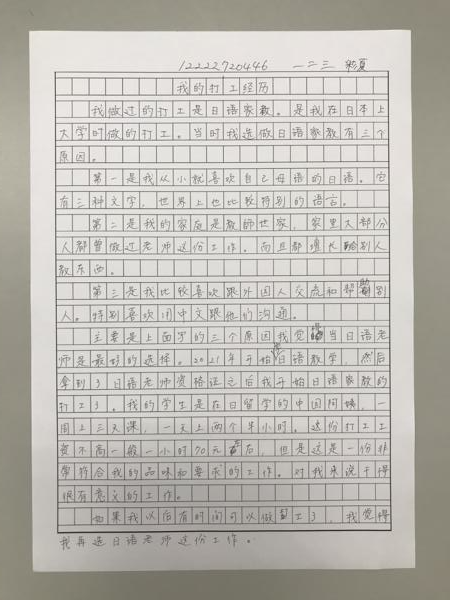 12222720446 一二三 彩夏
我的打工经历
我做过的打工是日语家教。是我在日本上
大学时做的打工。当时我选做日语家教有三个
原因。
第一是我从小就喜欢自己母语的日语。它
有三种文字，世界上也比较特别的语言。
第二是我的家庭是教师世家，家里大部分
人都曾做过老师这份工作。而且都擅长给别人
教东西。
第三是我比较喜欢跟外国人交流和帮助别
人。特别喜欢用中文跟他们沟通。
主要是上面写的三个原因我觉得当日语老
师是最好的选择。2021年开始日语教学，然后
拿到了日语老师资格证之后我开始日语家教的
打工了。我的学生是在日留学的中国阿姨，一
周上三天课，一天上两个半小时。这份打工工
资不高一般一小时70元左右，但是这是一份非
常符合我的品味和要求的工作。对我来说干得
很有意义的工作。
如果我以后有时间可以做打工了，我觉得
我再选日语老师这份工作。